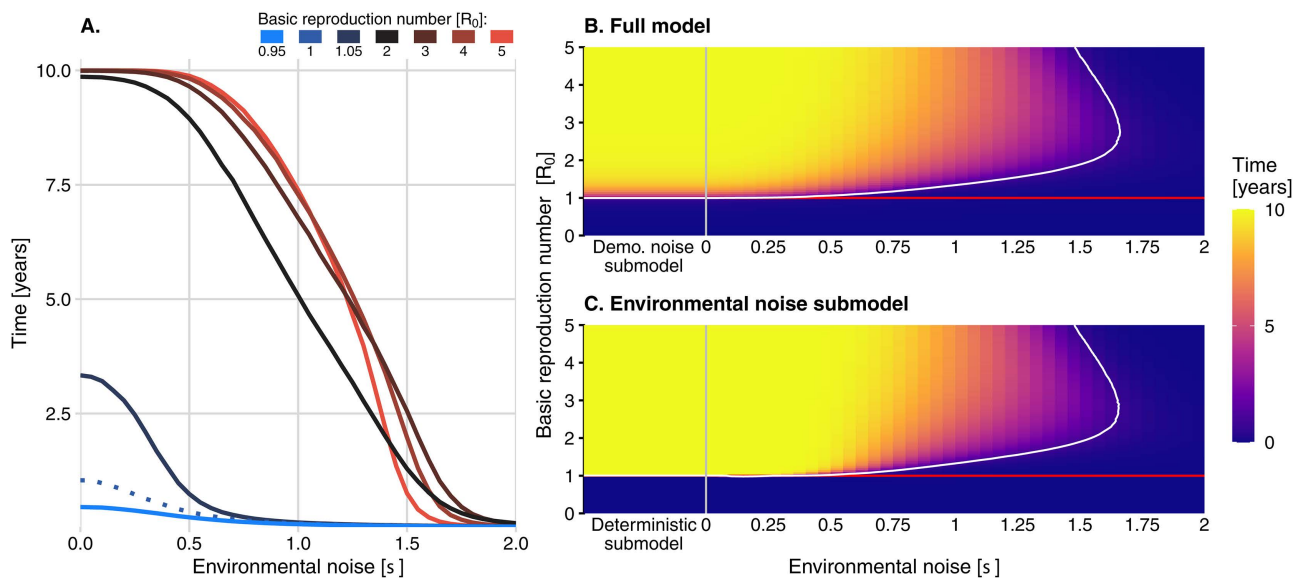 A.
Basic reproduction number [R₀]:
0.95 1 1.05 2 3 4 5
Time [years]
10.0
7.5
5.0
2.5
0.0 0.5 1.0 1.5 2.0
Environmental noise [s]
B. Full model
Basic reproduction number [R₀]
5
4
3
2
1
0
Demo. noise
submodel
0 0.25 0.5 0.75 1 1.25 1.5 1.75 2
C. Environmental noise submodel
5
4
3
2
1
0
Deterministic
submodel
0 0.25 0.5 0.75 1 1.25 1.5 1.75 2
Environmental noise [s]
Time
[years]
10
5
0